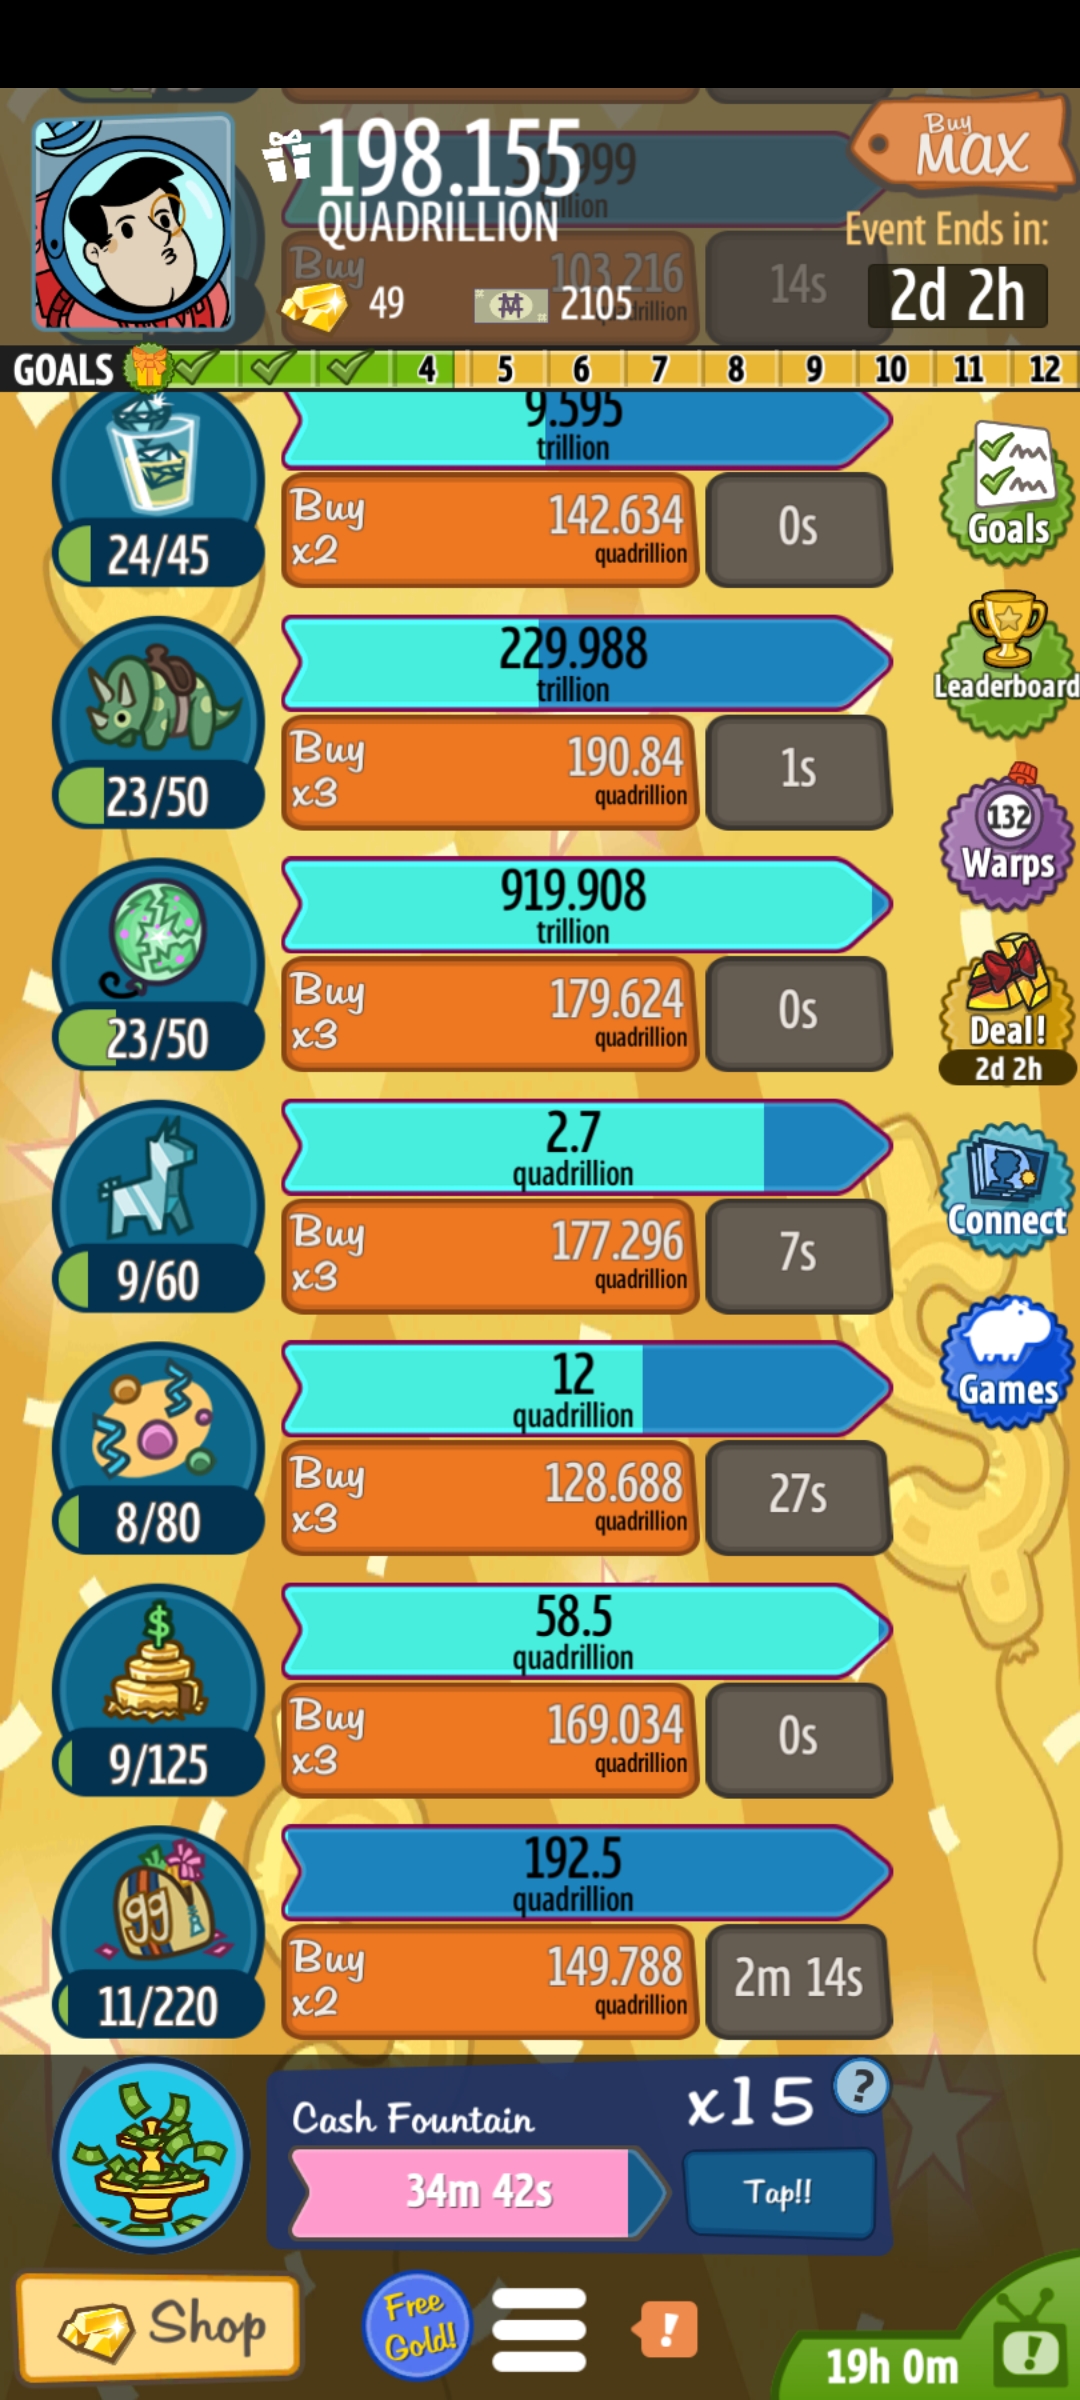 198.155
QUADRILLION
Buy
MAX
Event Ends in:
2d 2h
Buy
103.216
14s
49
2105
GOALS
4 5 6 7 8 9 10 11 12
9.595
trillion
Buy
x2
142.634
quadrillion
0s
24/45
Goals
229.988
trillion
Buy
x3
190.84
quadrillion
1s
23/50
Leaderboard
919.908
trillion
Buy
x3
179.624
quadrillion
0s
23/50
132
Warps
Deal!
2d 2h
2.7
quadrillion
Buy
x3
177.296
quadrillion
7s
9/60
Connect
12
quadrillion
Buy
x3
128.688
quadrillion
27s
8/80
Games
58.5
quadrillion
Buy
x3
169.034
quadrillion
0s
$
9/125
192.5
quadrillion
Buy
x2
149.788
quadrillion
2m 14s
99
11/220
Cash Fountain
x15
?
34m 42s
Tap!!
Shop
Free
Gold!
!
19h 0m
!